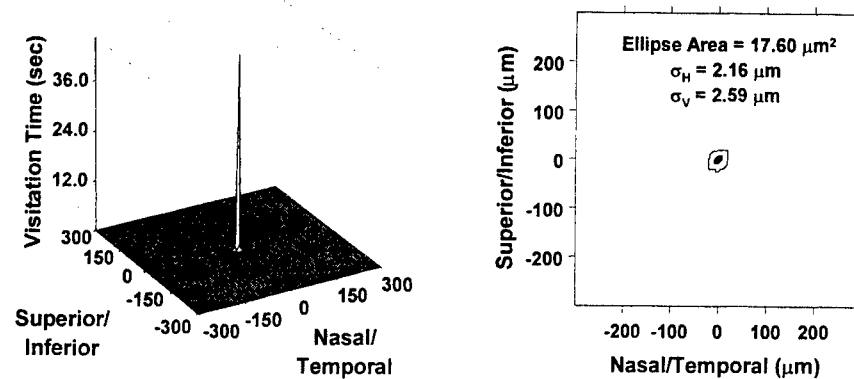 Visitation Time (sec)
36.0
24.0
12.0
300
150
0
-150
-300
Superior/
Inferior
-300
-150
0
150
300
Nasal/
Temporal
Ellipse Area = 17.60 μm²
σH = 2.16 μm
σV = 2.59 μm
Superior/Inferior (μm)
200
100
0
-100
-200
-200 -100 0 100 200
Nasal/Temporal (μm)